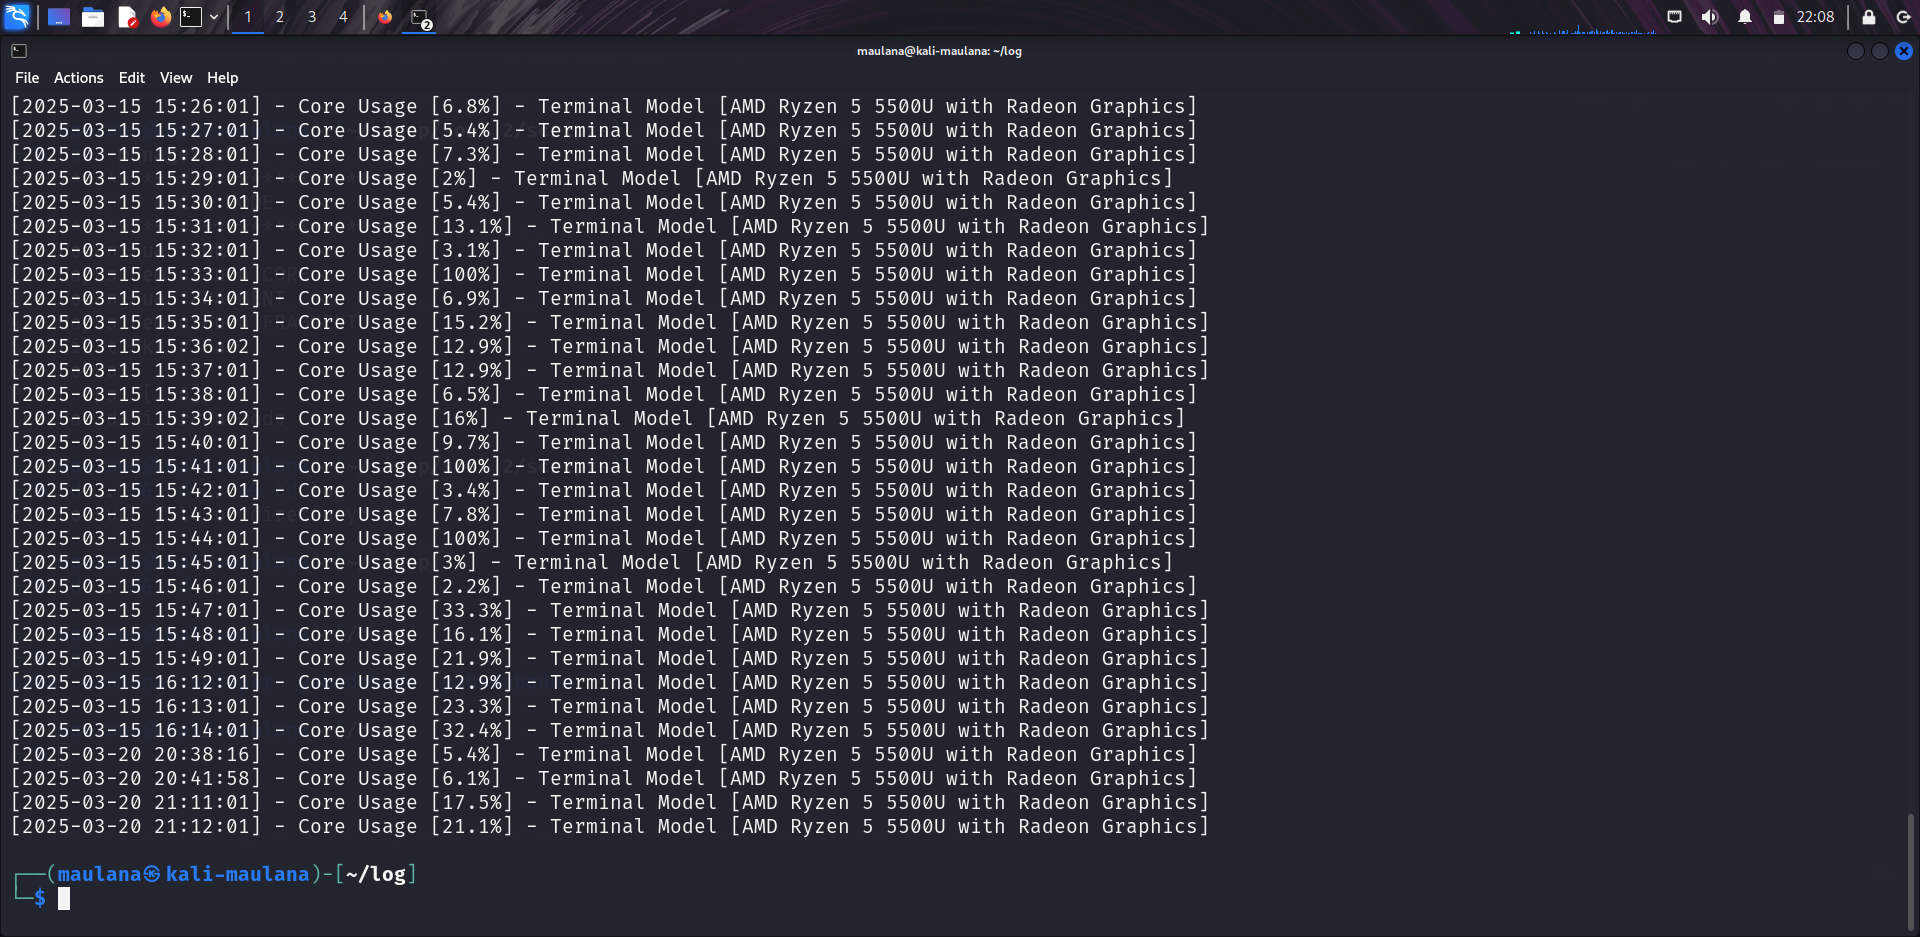 1 2 3 4 2 22:08
maulana@kali-maulana: ~/log
File Actions Edit View Help
[2025-03-15 15:26:01] - Core Usage [6.8%] - Terminal Model [AMD Ryzen 5 5500U with Radeon Graphics]
[2025-03-15 15:27:01] - Core Usage [5.4%] - Terminal Model [AMD Ryzen 5 5500U with Radeon Graphics]
[2025-03-15 15:28:01] - Core Usage [7.3%] - Terminal Model [AMD Ryzen 5 5500U with Radeon Graphics]
[2025-03-15 15:29:01] - Core Usage [2%] - Terminal Model [AMD Ryzen 5 5500U with Radeon Graphics]
[2025-03-15 15:30:01] - Core Usage [5.4%] - Terminal Model [AMD Ryzen 5 5500U with Radeon Graphics]
[2025-03-15 15:31:01] - Core Usage [13.1%] - Terminal Model [AMD Ryzen 5 5500U with Radeon Graphics]
[2025-03-15 15:32:01] - Core Usage [3.1%] - Terminal Model [AMD Ryzen 5 5500U with Radeon Graphics]
[2025-03-15 15:33:01] - Core Usage [100%] - Terminal Model [AMD Ryzen 5 5500U with Radeon Graphics]
[2025-03-15 15:34:01] - Core Usage [6.9%] - Terminal Model [AMD Ryzen 5 5500U with Radeon Graphics]
[2025-03-15 15:35:01] - Core Usage [15.2%] - Terminal Model [AMD Ryzen 5 5500U with Radeon Graphics]
[2025-03-15 15:36:02] - Core Usage [12.9%] - Terminal Model [AMD Ryzen 5 5500U with Radeon Graphics]
[2025-03-15 15:37:01] - Core Usage [12.9%] - Terminal Model [AMD Ryzen 5 5500U with Radeon Graphics]
[2025-03-15 15:38:01] - Core Usage [6.5%] - Terminal Model [AMD Ryzen 5 5500U with Radeon Graphics]
[2025-03-15 15:39:02] - Core Usage [16%] - Terminal Model [AMD Ryzen 5 5500U with Radeon Graphics]
[2025-03-15 15:40:01] - Core Usage [9.7%] - Terminal Model [AMD Ryzen 5 5500U with Radeon Graphics]
[2025-03-15 15:41:01] - Core Usage [100%] - Terminal Model [AMD Ryzen 5 5500U with Radeon Graphics]
[2025-03-15 15:42:01] - Core Usage [3.4%] - Terminal Model [AMD Ryzen 5 5500U with Radeon Graphics]
[2025-03-15 15:43:01] - Core Usage [7.8%] - Terminal Model [AMD Ryzen 5 5500U with Radeon Graphics]
[2025-03-15 15:44:01] - Core Usage [100%] - Terminal Model [AMD Ryzen 5 5500U with Radeon Graphics]
[2025-03-15 15:45:01] - Core Usage [3%] - Terminal Model [AMD Ryzen 5 5500U with Radeon Graphics]
[2025-03-15 15:46:01] - Core Usage [2.2%] - Terminal Model [AMD Ryzen 5 5500U with Radeon Graphics]
[2025-03-15 15:47:01] - Core Usage [33.3%] - Terminal Model [AMD Ryzen 5 5500U with Radeon Graphics]
[2025-03-15 15:48:01] - Core Usage [16.1%] - Terminal Model [AMD Ryzen 5 5500U with Radeon Graphics]
[2025-03-15 15:49:01] - Core Usage [21.9%] - Terminal Model [AMD Ryzen 5 5500U with Radeon Graphics]
[2025-03-15 16:12:01] - Core Usage [12.9%] - Terminal Model [AMD Ryzen 5 5500U with Radeon Graphics]
[2025-03-15 16:13:01] - Core Usage [23.3%] - Terminal Model [AMD Ryzen 5 5500U with Radeon Graphics]
[2025-03-15 16:14:01] - Core Usage [32.4%] - Terminal Model [AMD Ryzen 5 5500U with Radeon Graphics]
[2025-03-20 20:38:16] - Core Usage [5.4%] - Terminal Model [AMD Ryzen 5 5500U with Radeon Graphics]
[2025-03-20 20:41:58] - Core Usage [6.1%] - Terminal Model [AMD Ryzen 5 5500U with Radeon Graphics]
[2025-03-20 21:11:01] - Core Usage [17.5%] - Terminal Model [AMD Ryzen 5 5500U with Radeon Graphics]
[2025-03-20 21:12:01] - Core Usage [21.1%] - Terminal Model [AMD Ryzen 5 5500U with Radeon Graphics]
┌──(maulana㉿kali-maulana)-[~/log]
└─$